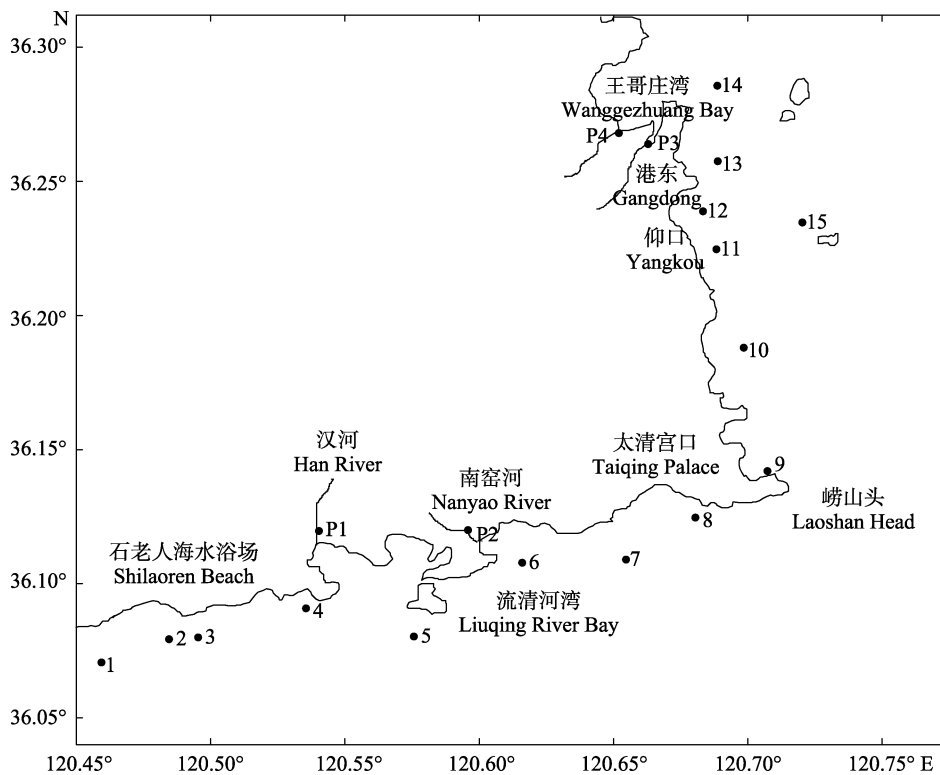 N
36.30°
王哥庄湾
14
Wanggezhuang Bay
P4
P3
13
36.25°
港东
Gangdong
12
15
仰口
11
Yangkou
36.20°
10
36.15°
汉河
Han River
太清宫口
Taiqing Palace
9
南窑河
Nanyao River
崂山头
Laoshan Head
8
P1
P2
石老人海水浴场
Shilaoren Beach
6
7
36.10°
流清河湾
Liuqing River Bay
4
5
2
3
1
36.05°
120.45°
120.50°
120.55°
120.60°
120.65°
120.70°
120.75° E